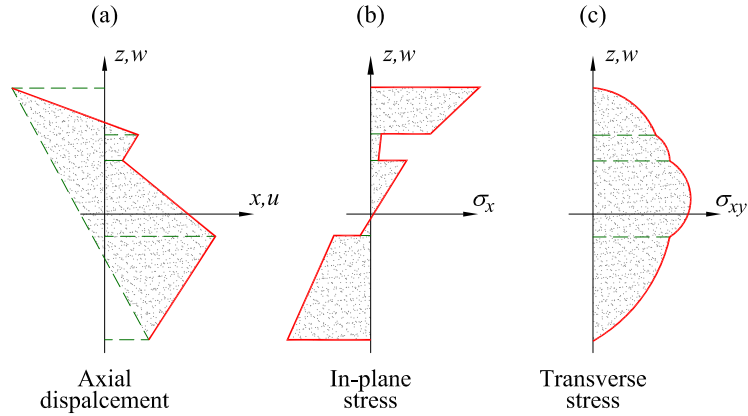 (a)
(b)
(c)
z,w
z,w
z,w
x,u
σx
σxy
Axial
dispalcement
In-plane
stress
Transverse
stress